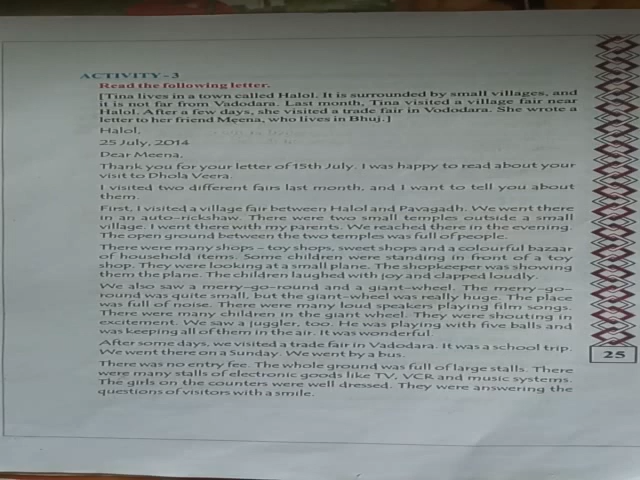 ACTIVITY - 3
Read the following letter.
[Tina lives in a town called Halol. It is surrounded by small villages, and
it is not far from Vadodara. Last month, Tina visited a village fair near
Halol. After a few days, she visited a trade fair in Vododara. She wrote a
letter to her friend Meena, who lives in Bhuj.]
Halol,
25 July, 2014
Dear Meena,
Thank you for your letter of 15th July. I was happy to read about your
visit to Dhola Veera.
I visited two different fairs last month, and I want to tell you about
them.
First, I visited a village fair between Halol and Pavagadh. We went there
in an auto-rickshaw. There were two small temples outside a small
village. I went there with my parents. We reached there in the evening.
The open ground between the two temples was full of people.
There were many shops - toy shops, sweet shops and a colourful bazaar
of household items. Some children were standing in front of a toy
shop. They were looking at a small plane. The shopkeeper was showing
them the plane. The children laughed with joy and clapped loudly.
We also saw a merry-go-round and a giant-wheel. The merry-go-
round was quite small, but the giant-wheel was really huge. The place
was full of noise. There were many loud speakers playing film songs.
There were many children in the giant wheel. They were shouting in
excitement. We saw a juggler, too. He was playing with five balls and
was keeping all of them in the air. It was wonderful.
After some days, we visited a trade fair in Vadodara. It was a school trip.
We went there on a Sunday. We went by a bus.
There was no entry fee. The whole ground was full of large stalls. There
were many stalls of electronic goods like TV, VCR and music systems.
The girls on the counters were well dressed. They were answering the
questions of visitors with a smile.
25